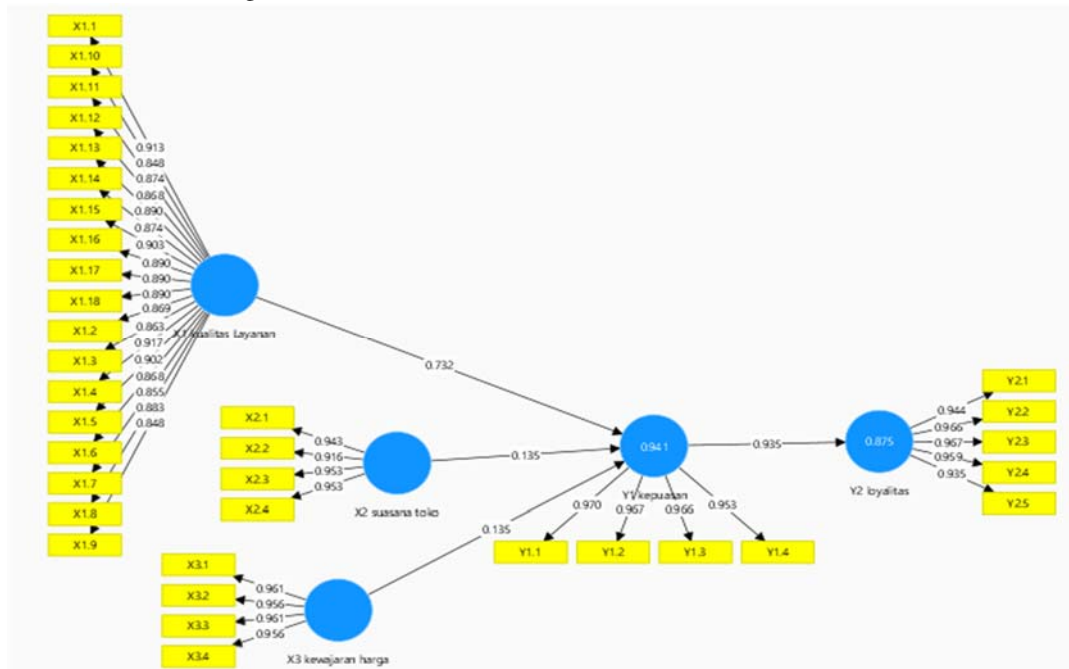 X1.1
X1.10
X1.11
X1.12
X1.13
X1.14
X1.15
X1.16
X1.17
X1.18
X1.2
X1.3
X1.4
X1.5
X1.6
X1.7
X1.8
X1.9
0.913
0.848
0.874
0.868
0.890
0.874
0.903
0.890
0.890
0.890
0.869
0.863
0.917
0.902
0.868
0.855
0.883
0.848
X1 kualitas Layanan
0.732
X2.1
X2.2
X2.3
X2.4
0.943
0.916
0.953
0.953
X2 suasana toko
0.135
X3.1
X3.2
X3.3
X3.4
0.961
0.956
0.961
0.956
X3 kewajaran harga
0.135
0.941
Y1 kepuasan
0.970
0.967
0.966
0.953
Y1.1
Y1.2
Y1.3
Y1.4
0.935
0.875
Y2 loyalitas
0.944
0.966
0.967
0.959
0.935
Y2.1
Y2.2
Y2.3
Y2.4
Y2.5